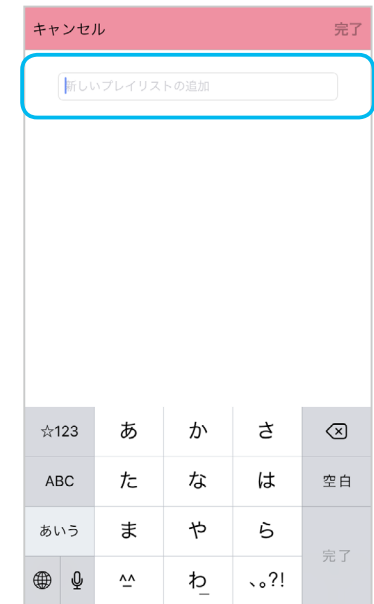 キャンセル 完了
新しいプレイリストの追加
☆123 あ か さ
ABC た な は 空白
あいう ま や ら 完了
^^ わ_ 、。?!